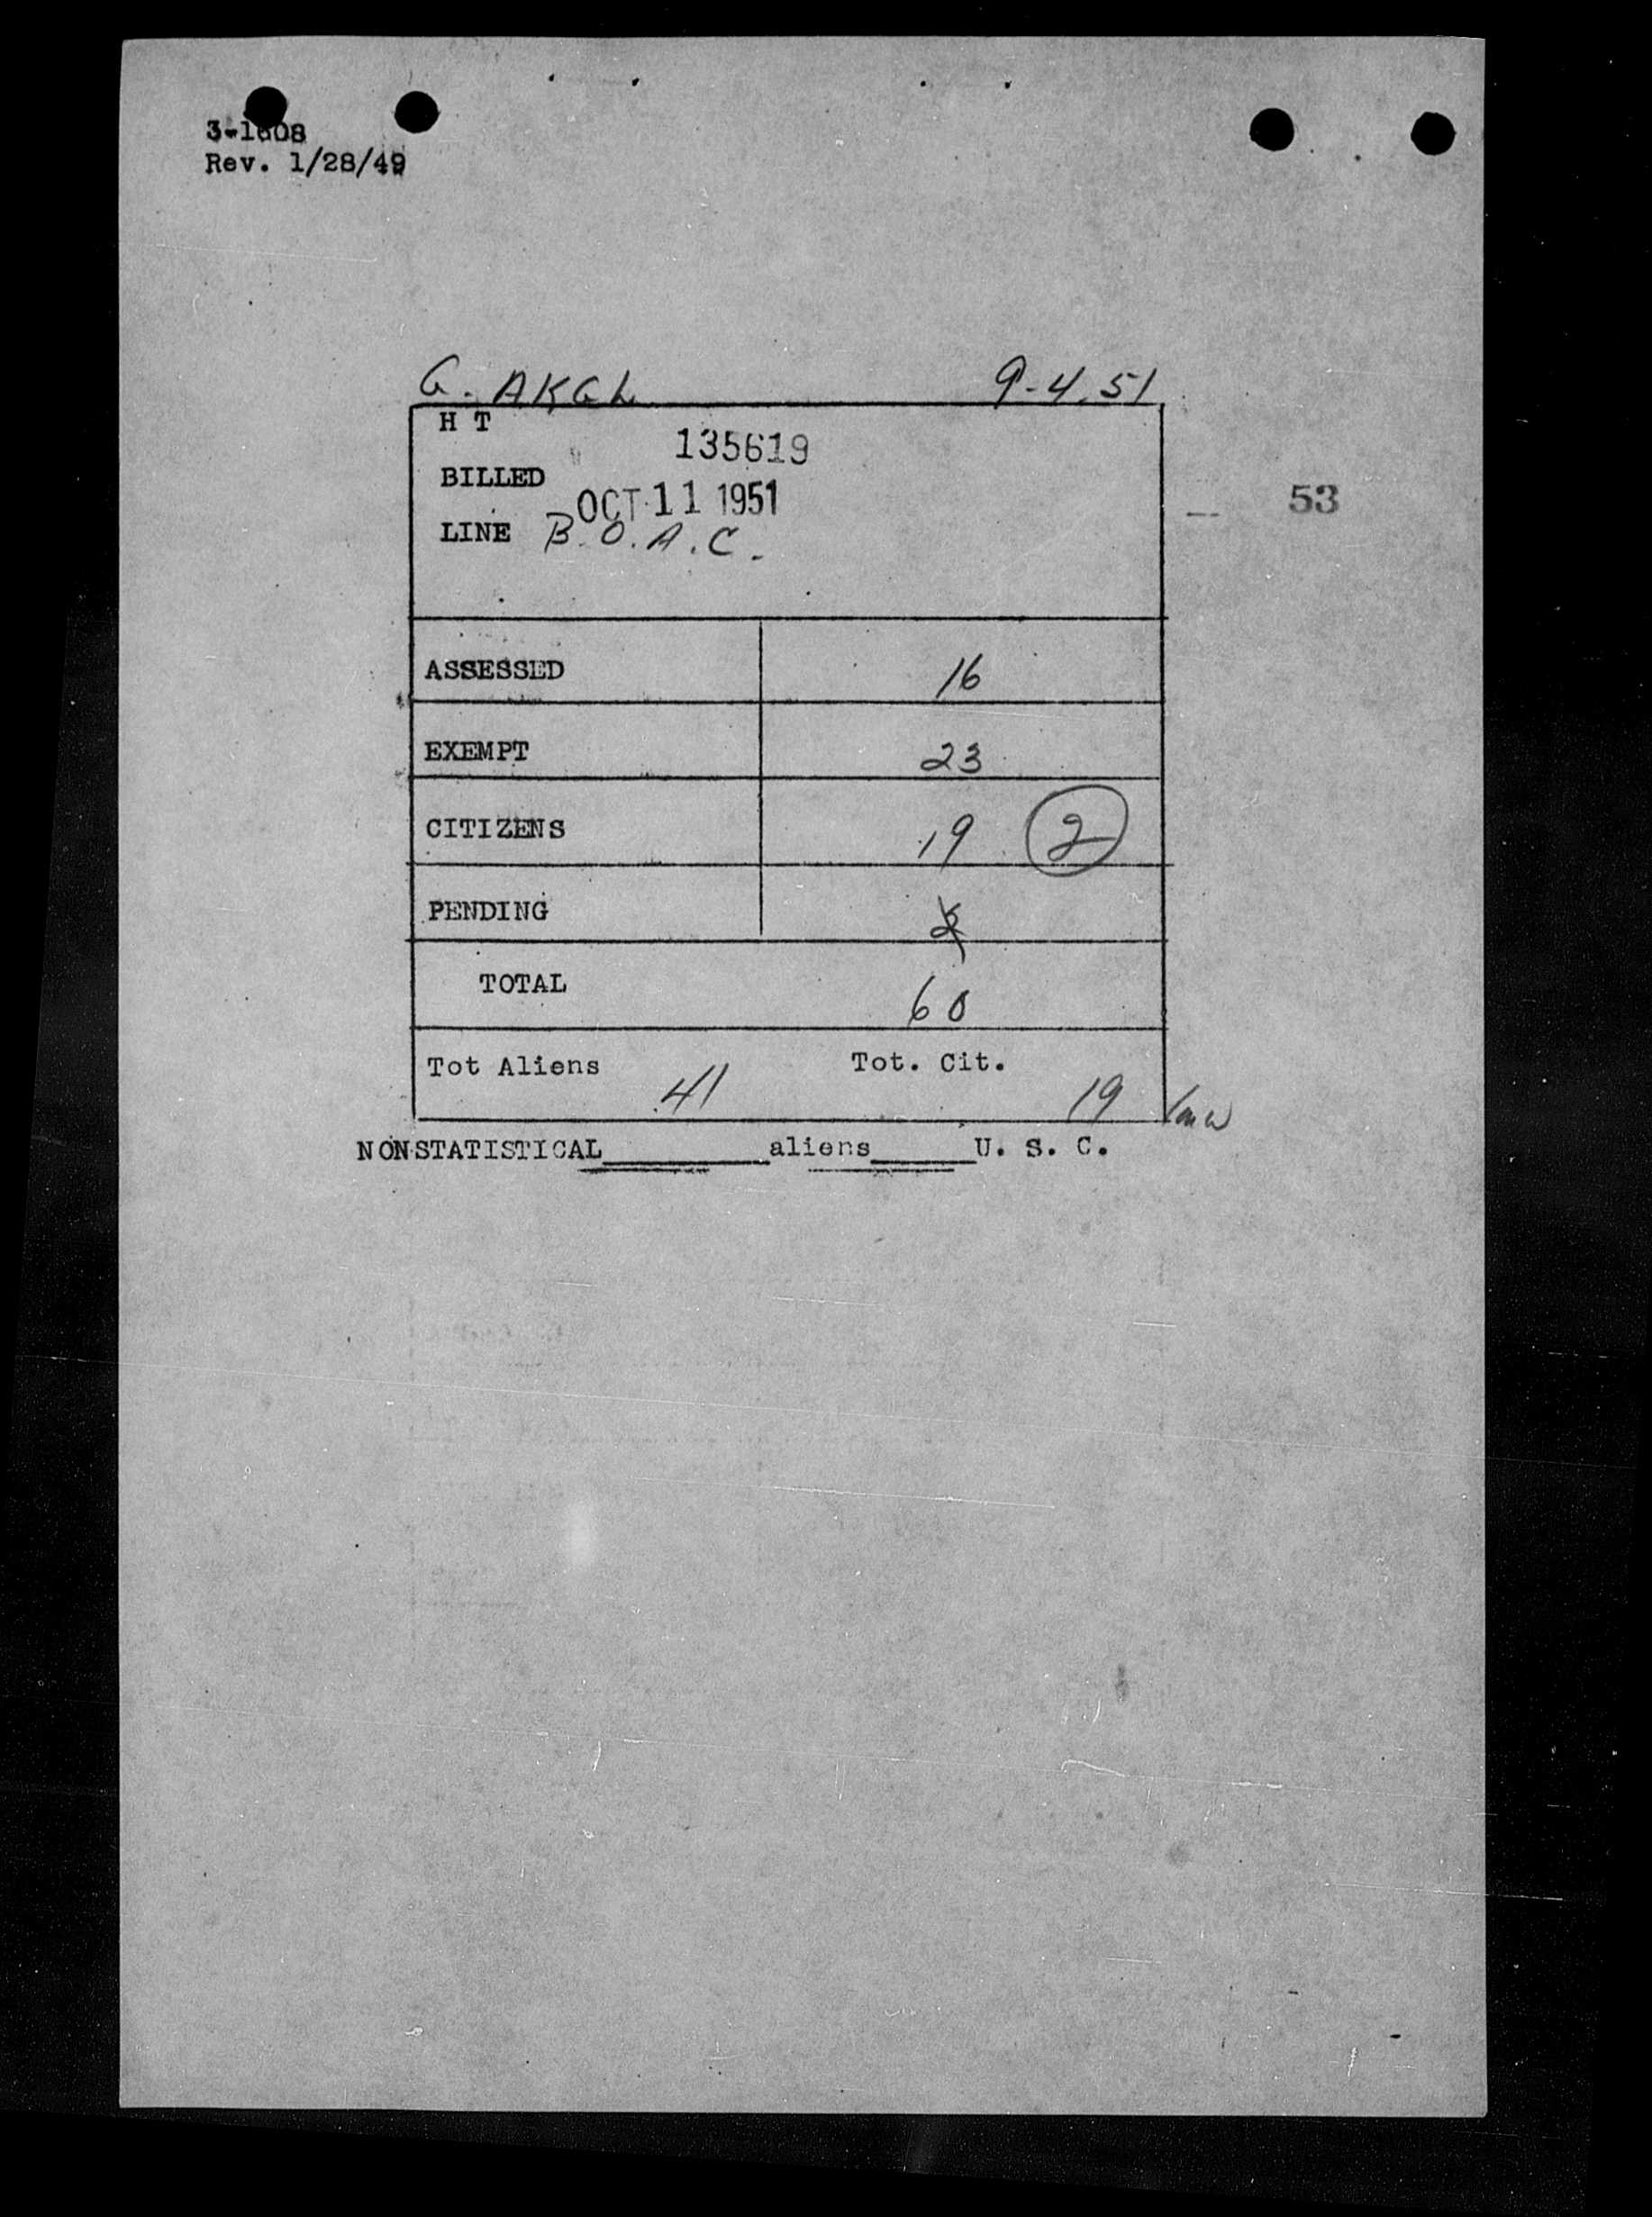 3-1608
Rev. 1/28/49
G. AKGL 9-4.51
H T
135619
BILLED
OCT 11 1951
LINE B.O.A.C.
53
ASSESSED 16
EXEMPT 23
CITIZENS 19 2
PENDING 2
TOTAL 60
Tot Aliens 41 Tot. Cit. 19
NONSTATISTICAL aliens U. S. C.